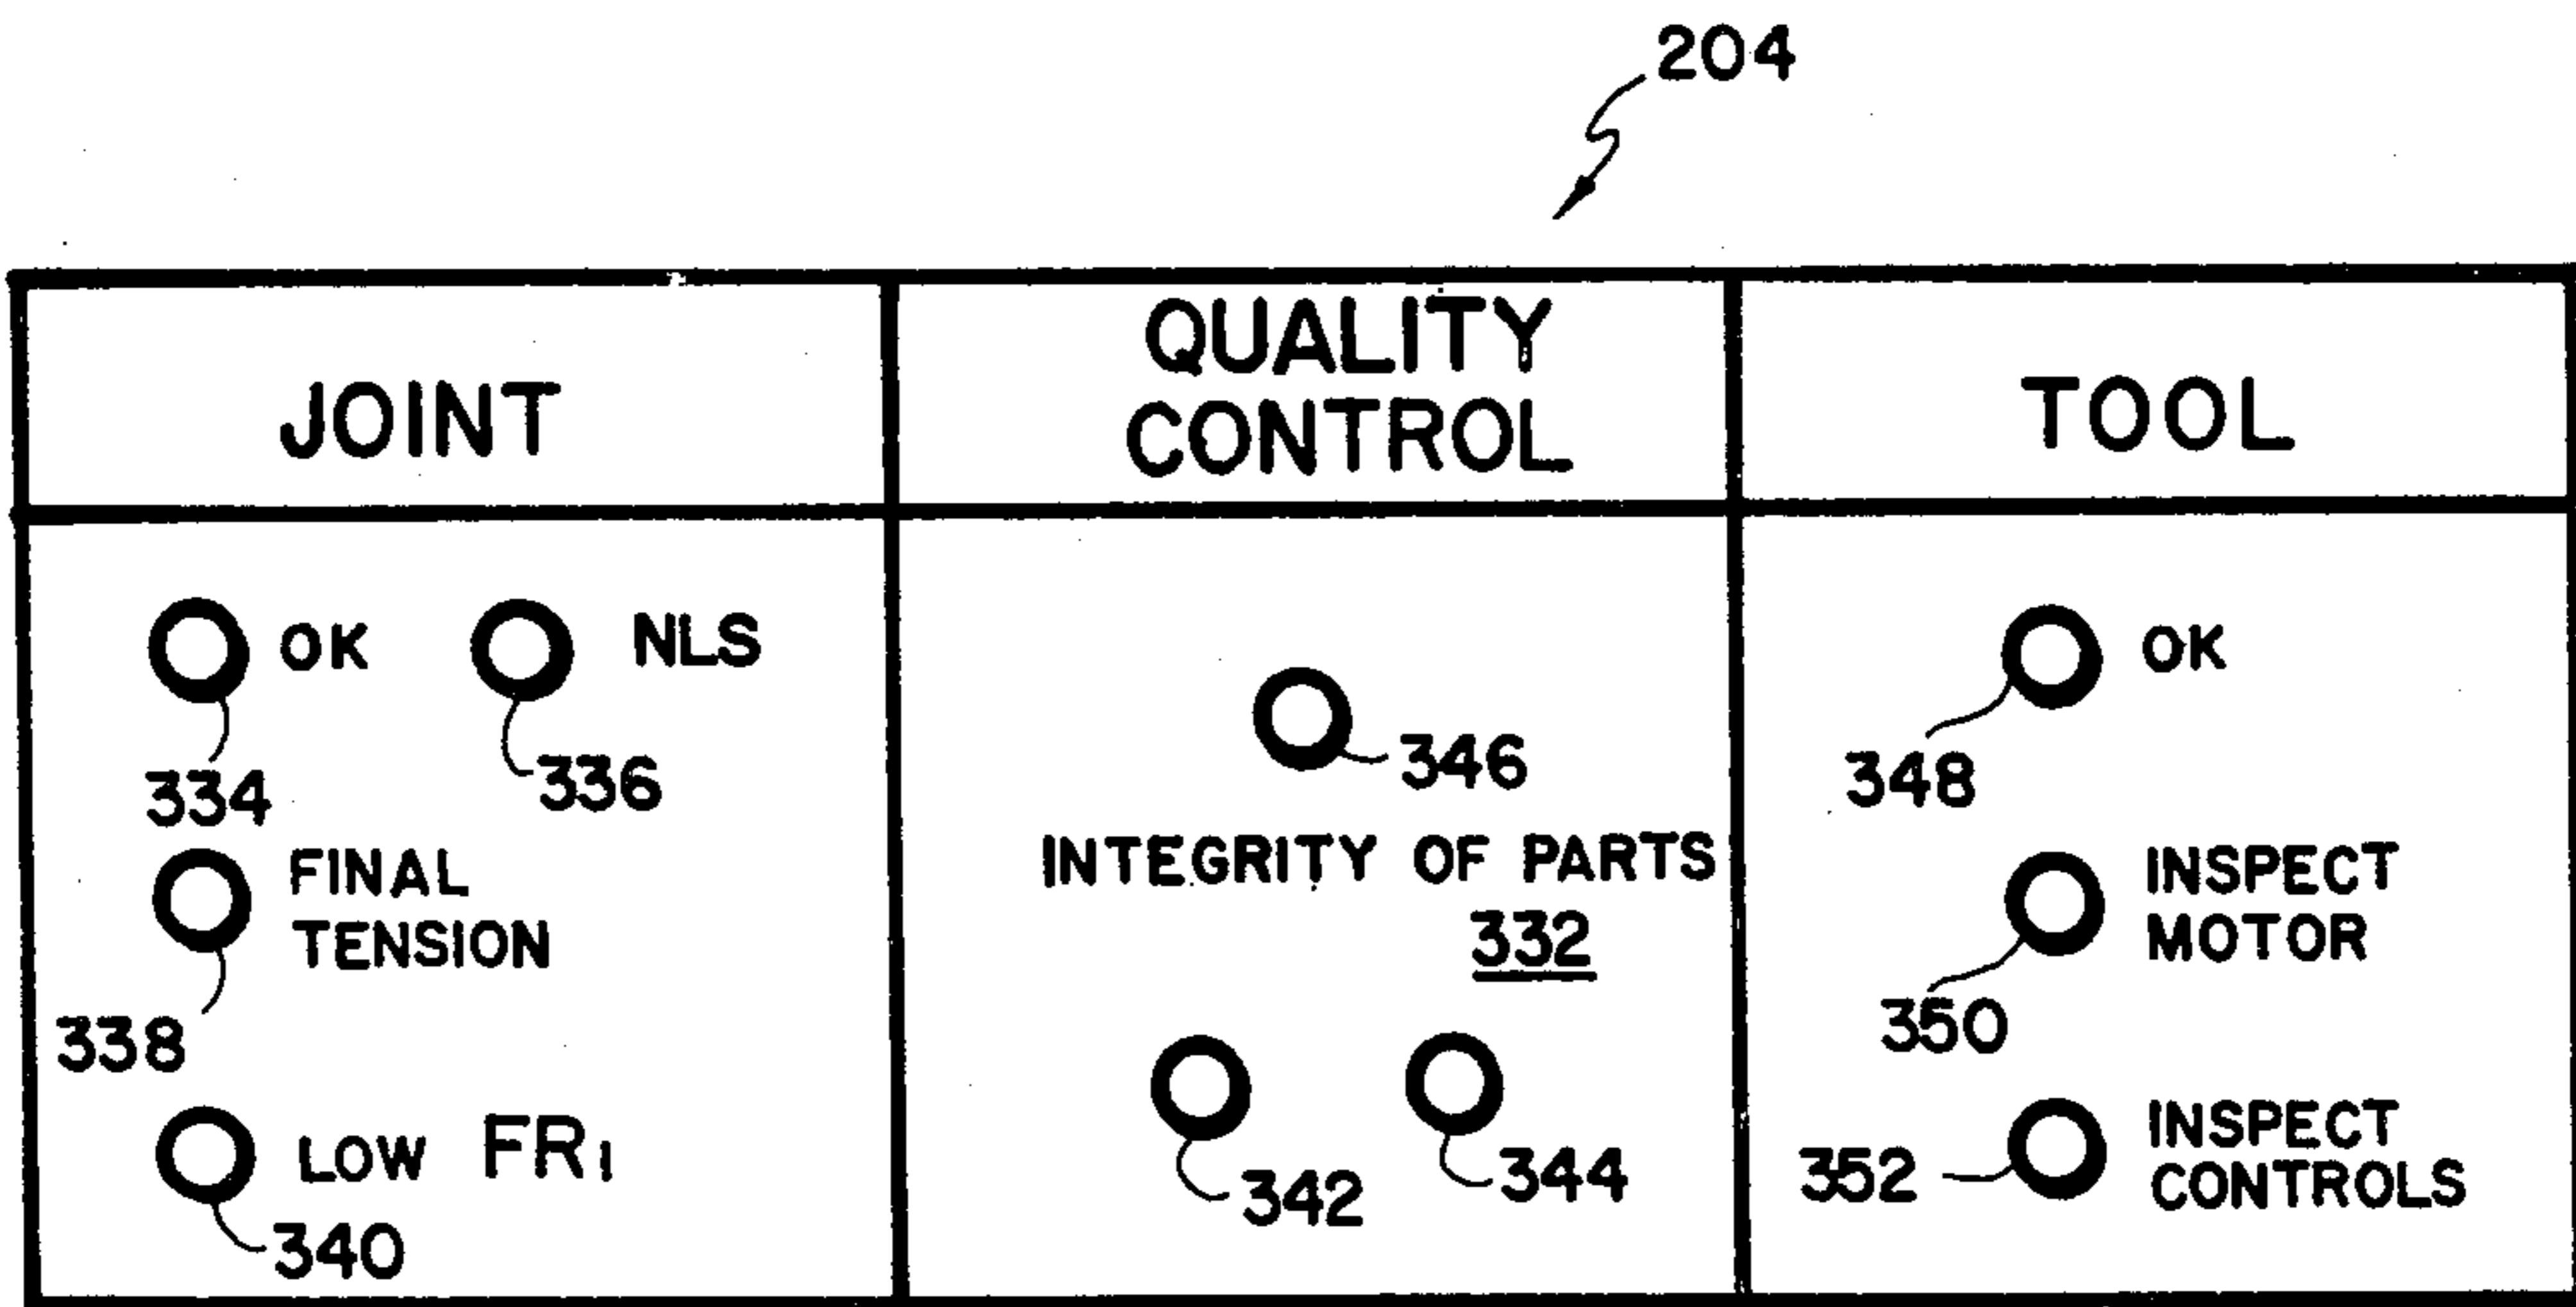 204
JOINT
QUALITY
CONTROL
TOOL
OK
NLS
334
336
FINAL
TENSION
338
LOW FR1
340
346
INTEGRITY OF PARTS
332
342
344
OK
348
INSPECT
MOTOR
350
INSPECT
CONTROLS
352